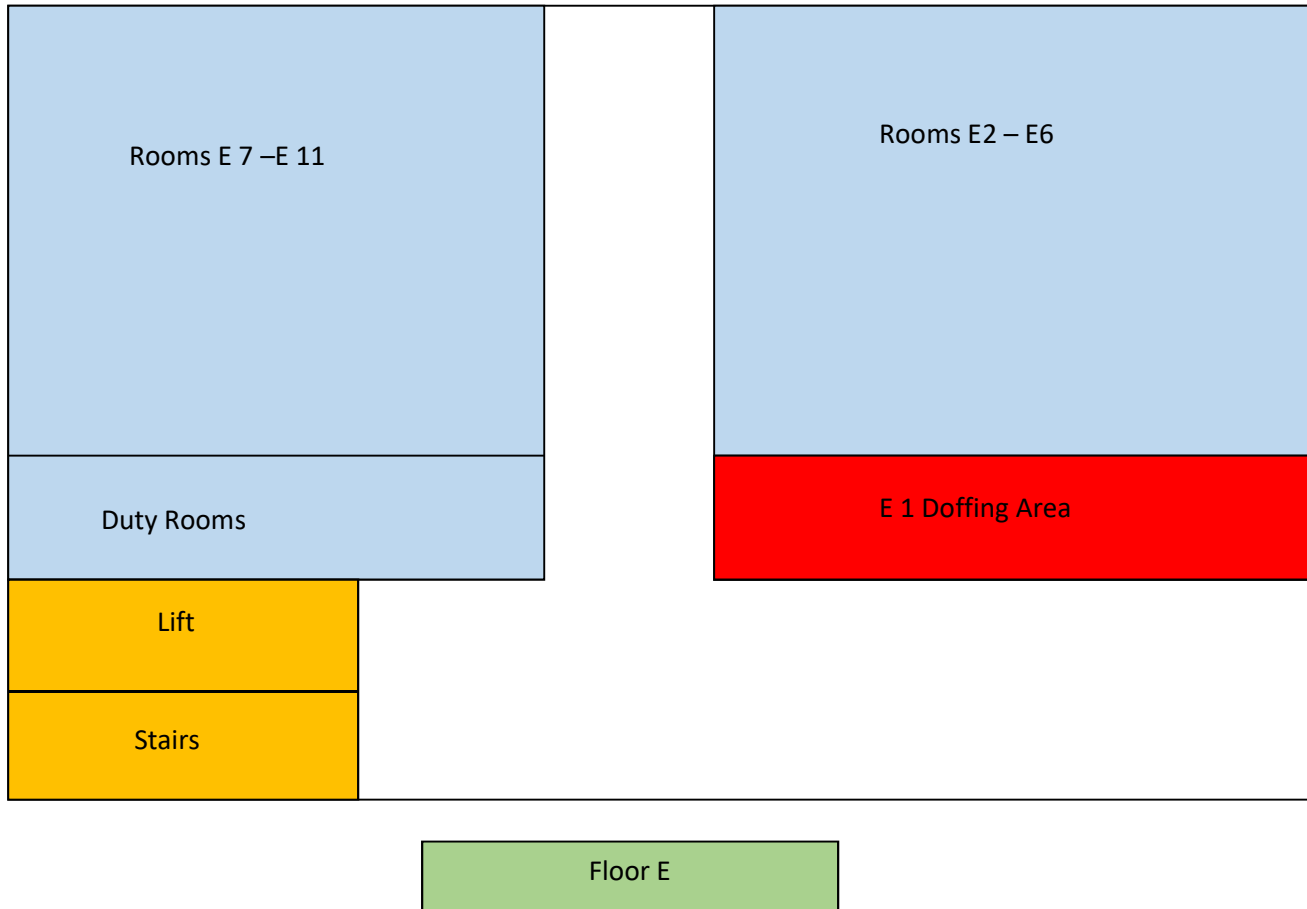 Rooms E 7 –E 11
Rooms E2 – E6
Duty Rooms
E 1 Doffing Area
Lift
Stairs
Floor E